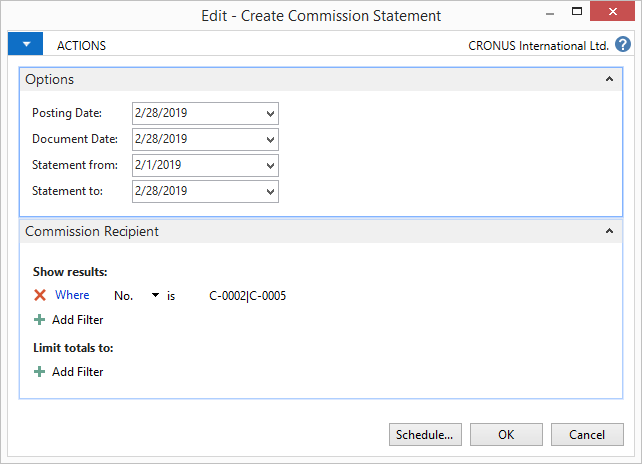 Edit - Create Commission Statement
ACTIONS CRONUS International Ltd. ?
Options
Posting Date: 2/28/2019
Document Date: 2/28/2019
Statement from: 2/1/2019
Statement to: 2/28/2019
Commission Recipient
Show results:
Where No. is C-0002|C-0005
Add Filter
Limit totals to:
Add Filter
Schedule... OK Cancel